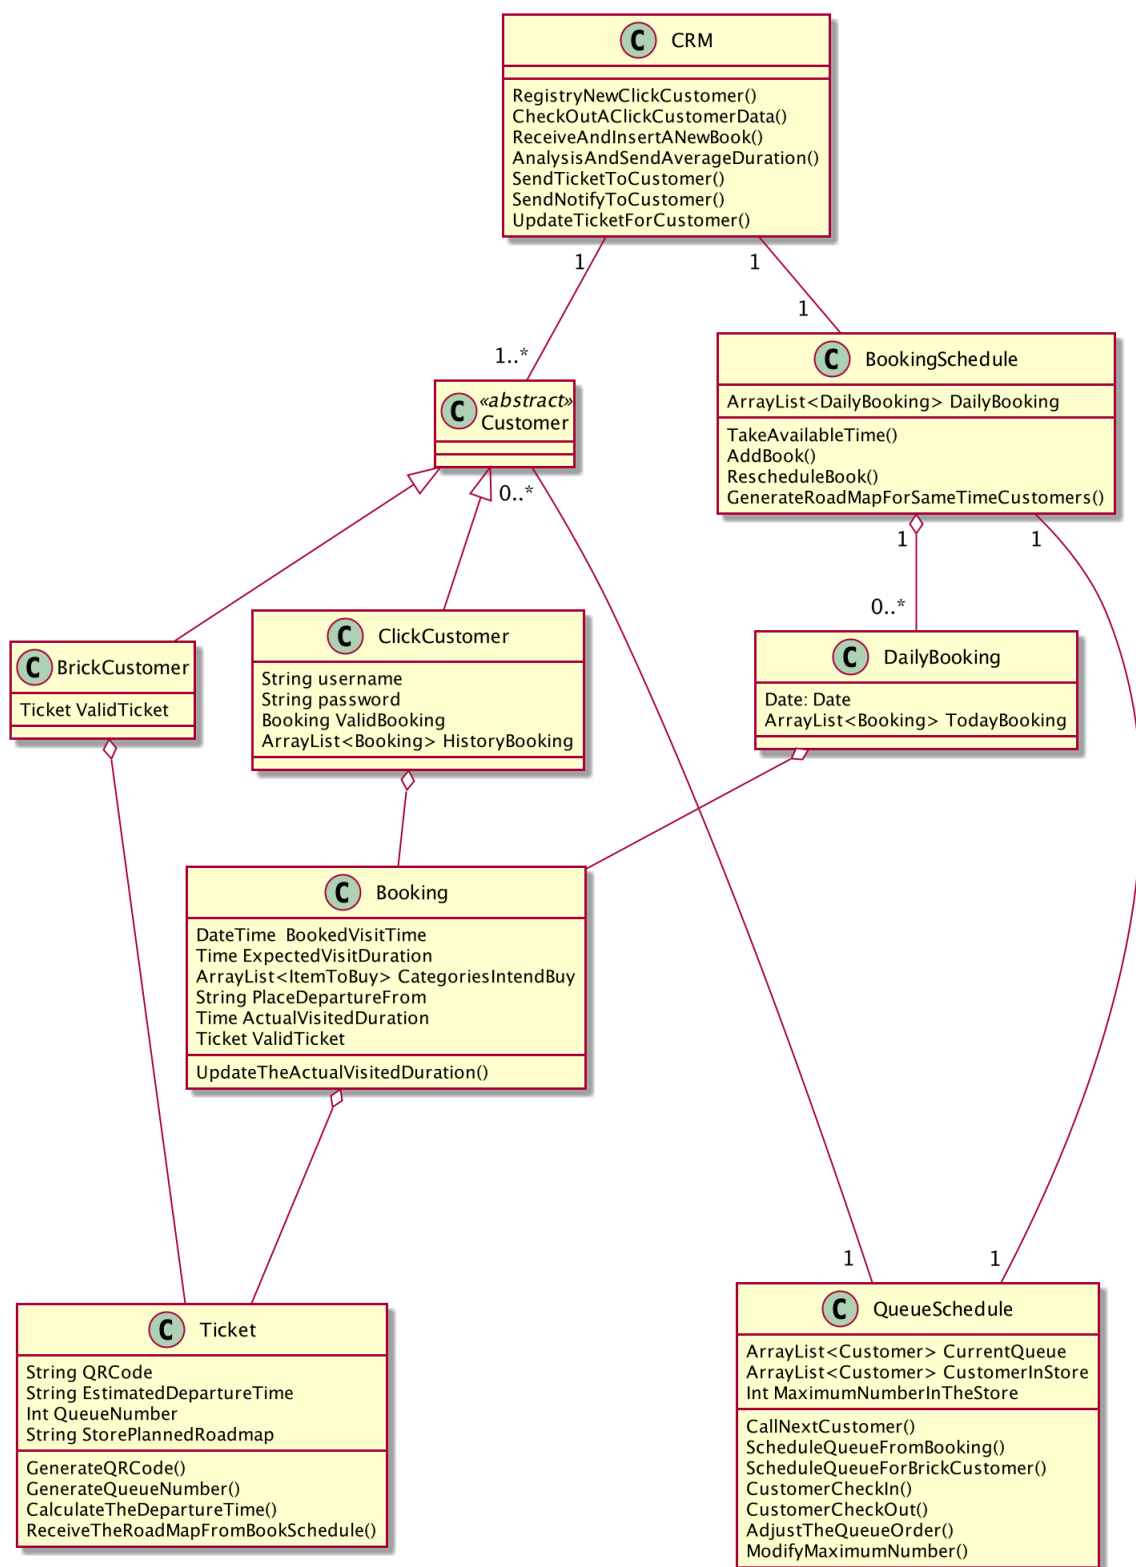 C CRM
RegistryNewClickCustomer()
CheckOutAClickCustomerData()
ReceiveAndInsertANewBook()
AnalysisAndSendAverageDuration()
SendTicketToCustomer()
SendNotifyToCustomer()
UpdateTicketForCustomer()
1
1
1
1..*
C «abstract»
Customer
0..*
C BookingSchedule
ArrayList<DailyBooking> DailyBooking
TakeAvailableTime()
AddBook()
RescheduleBook()
GenerateRoadMapForSameTimeCustomers()
1
1
0..*
C BrickCustomer
Ticket ValidTicket
C ClickCustomer
String username
String password
Booking ValidBooking
ArrayList<Booking> HistoryBooking
C DailyBooking
Date: Date
ArrayList<Booking> TodayBooking
C Booking
DateTime  BookedVisitTime
Time ExpectedVisitDuration
ArrayList<ItemToBuy> CategoriesIntendBuy
String PlaceDepartureFrom
Time ActualVisitedDuration
Ticket ValidTicket
UpdateTheActualVisitedDuration()
1
1
C Ticket
String QRCode
String EstimatedDepartureTime
Int QueueNumber
String StorePlannedRoadmap
GenerateQRCode()
GenerateQueueNumber()
CalculateTheDepartureTime()
ReceiveTheRoadMapFromBookSchedule()
C QueueSchedule
ArrayList<Customer> CurrentQueue
ArrayList<Customer> CustomerInStore
Int MaximumNumberInTheStore
CallNextCustomer()
ScheduleQueueFromBooking()
ScheduleQueueForBrickCustomer()
CustomerCheckIn()
CustomerCheckOut()
AdjustTheQueueOrder()
ModifyMaximumNumber()